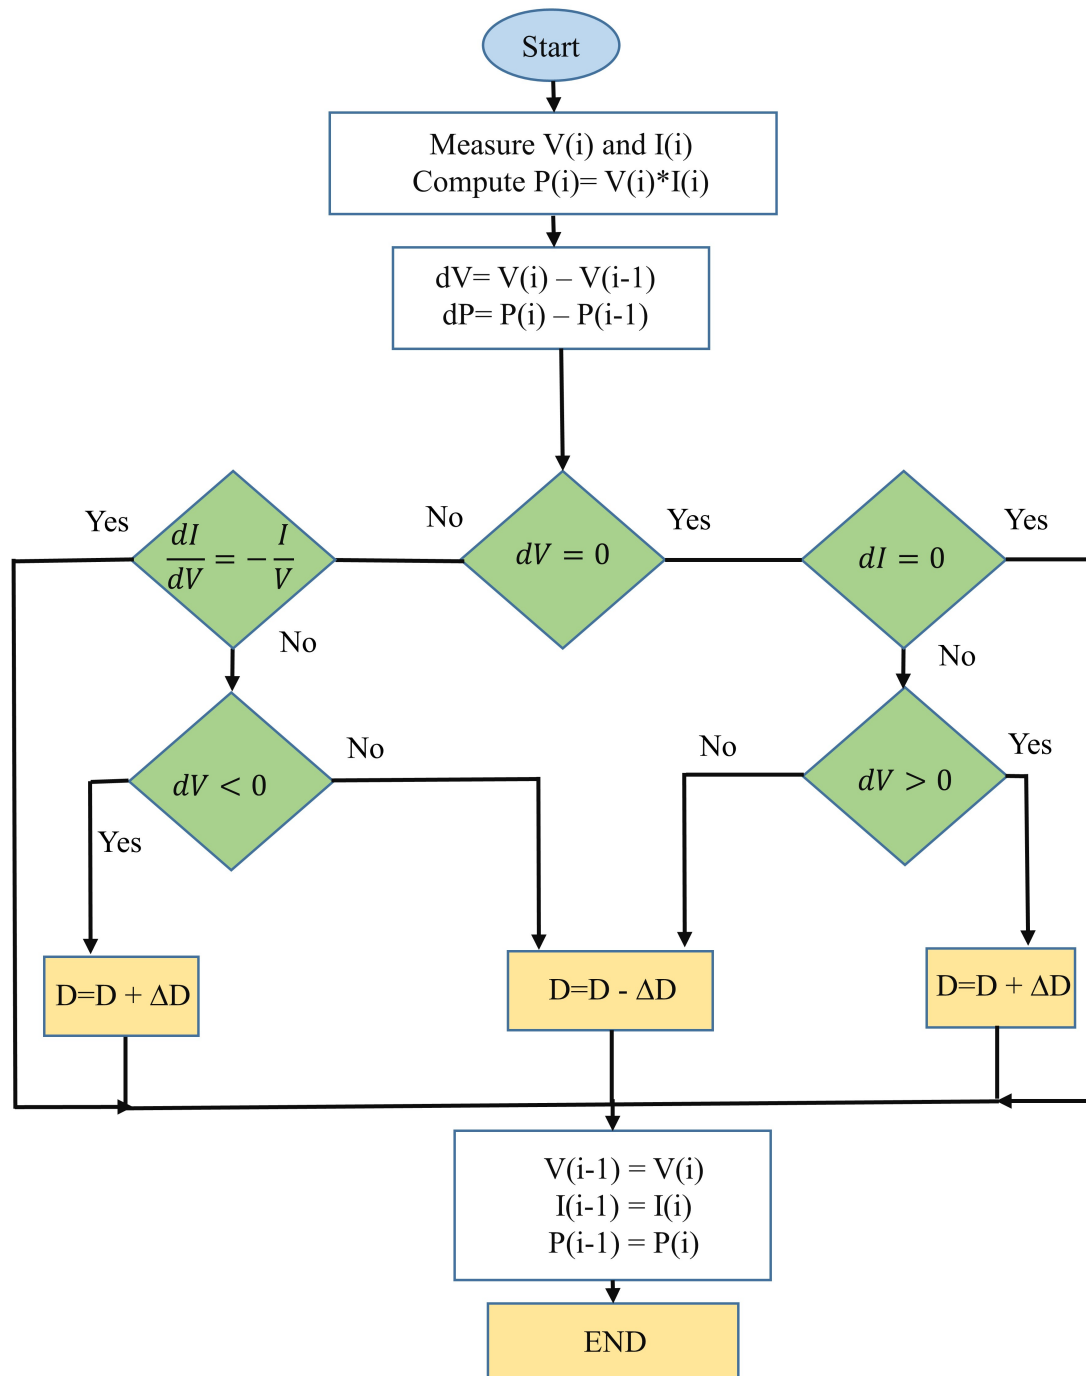 Start
Measure V(i) and I(i)
Compute P(i)= V(i)*I(i)
dV= V(i) – V(i-1)
dP= P(i) – P(i-1)
Yes
dI/dV = − I/V
No
dV = 0
Yes
dI = 0
Yes
No
No
dV < 0
No
No
dV > 0
Yes
Yes
D=D + ΔD
D=D - ΔD
D=D + ΔD
V(i-1) = V(i)
I(i-1) = I(i)
P(i-1) = P(i)
END